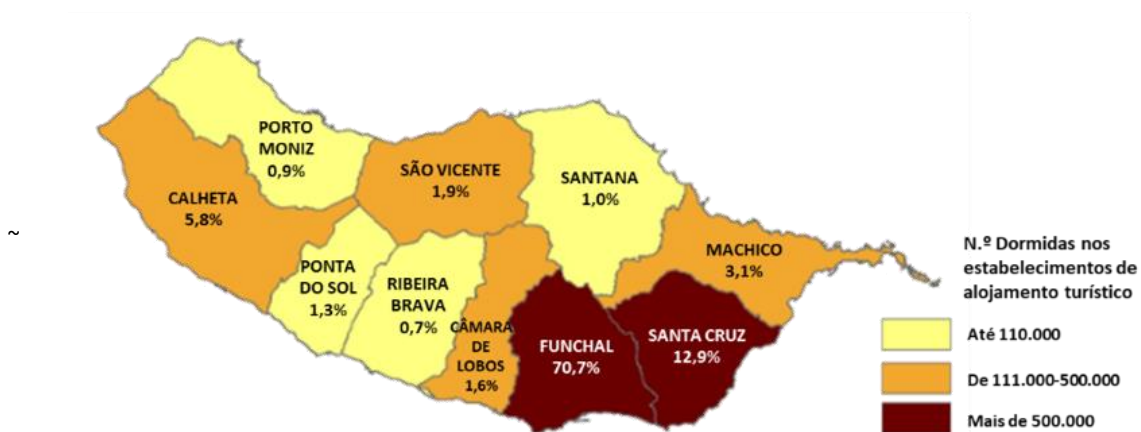 PORTO
MONIZ
0,9%
SÃO VICENTE
1,9%
SANTANA
1,0%
CALHETA
5,8%
~
MACHICO
3,1%
PONTA
DO SOL
1,3%
RIBEIRA
BRAVA
0,7%
CÂMARA
DE
LOBOS
1,6%
FUNCHAL
70,7%
SANTA CRUZ
12,9%
N.º Dormidas nos
estabelecimentos de
alojamento turístico
Até 110.000
De 111.000-500.000
Mais de 500.000